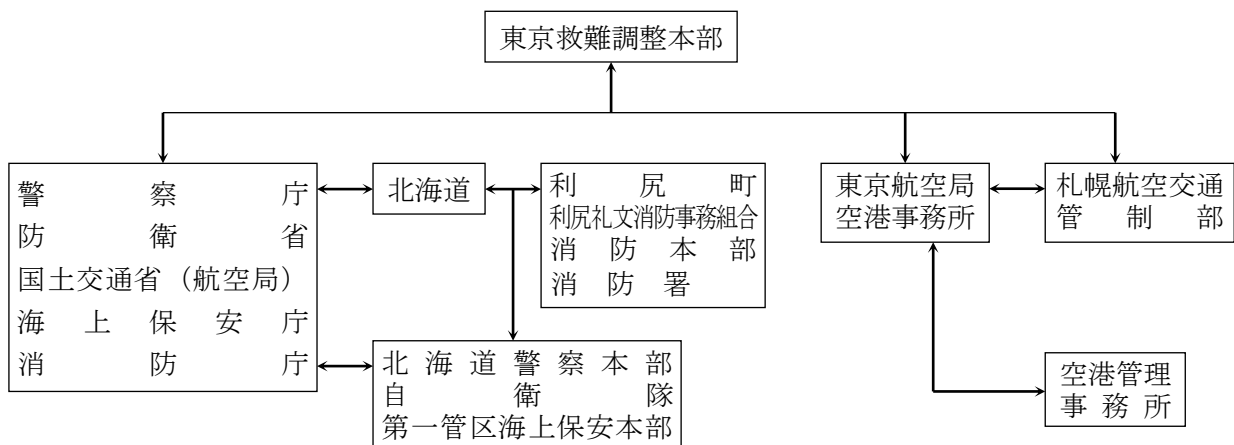 東京救難調整本部
警察庁
防衛省
国土交通省（航空局）
海上保安庁
消防庁
北海道
利尻町
利尻礼文消防事務組合
消防本部
消防署
東京航空局
空港事務所
札幌航空交通
管制部
北海道警察本部
自衛隊
第一管区海上保安本部
空港管理
事務所